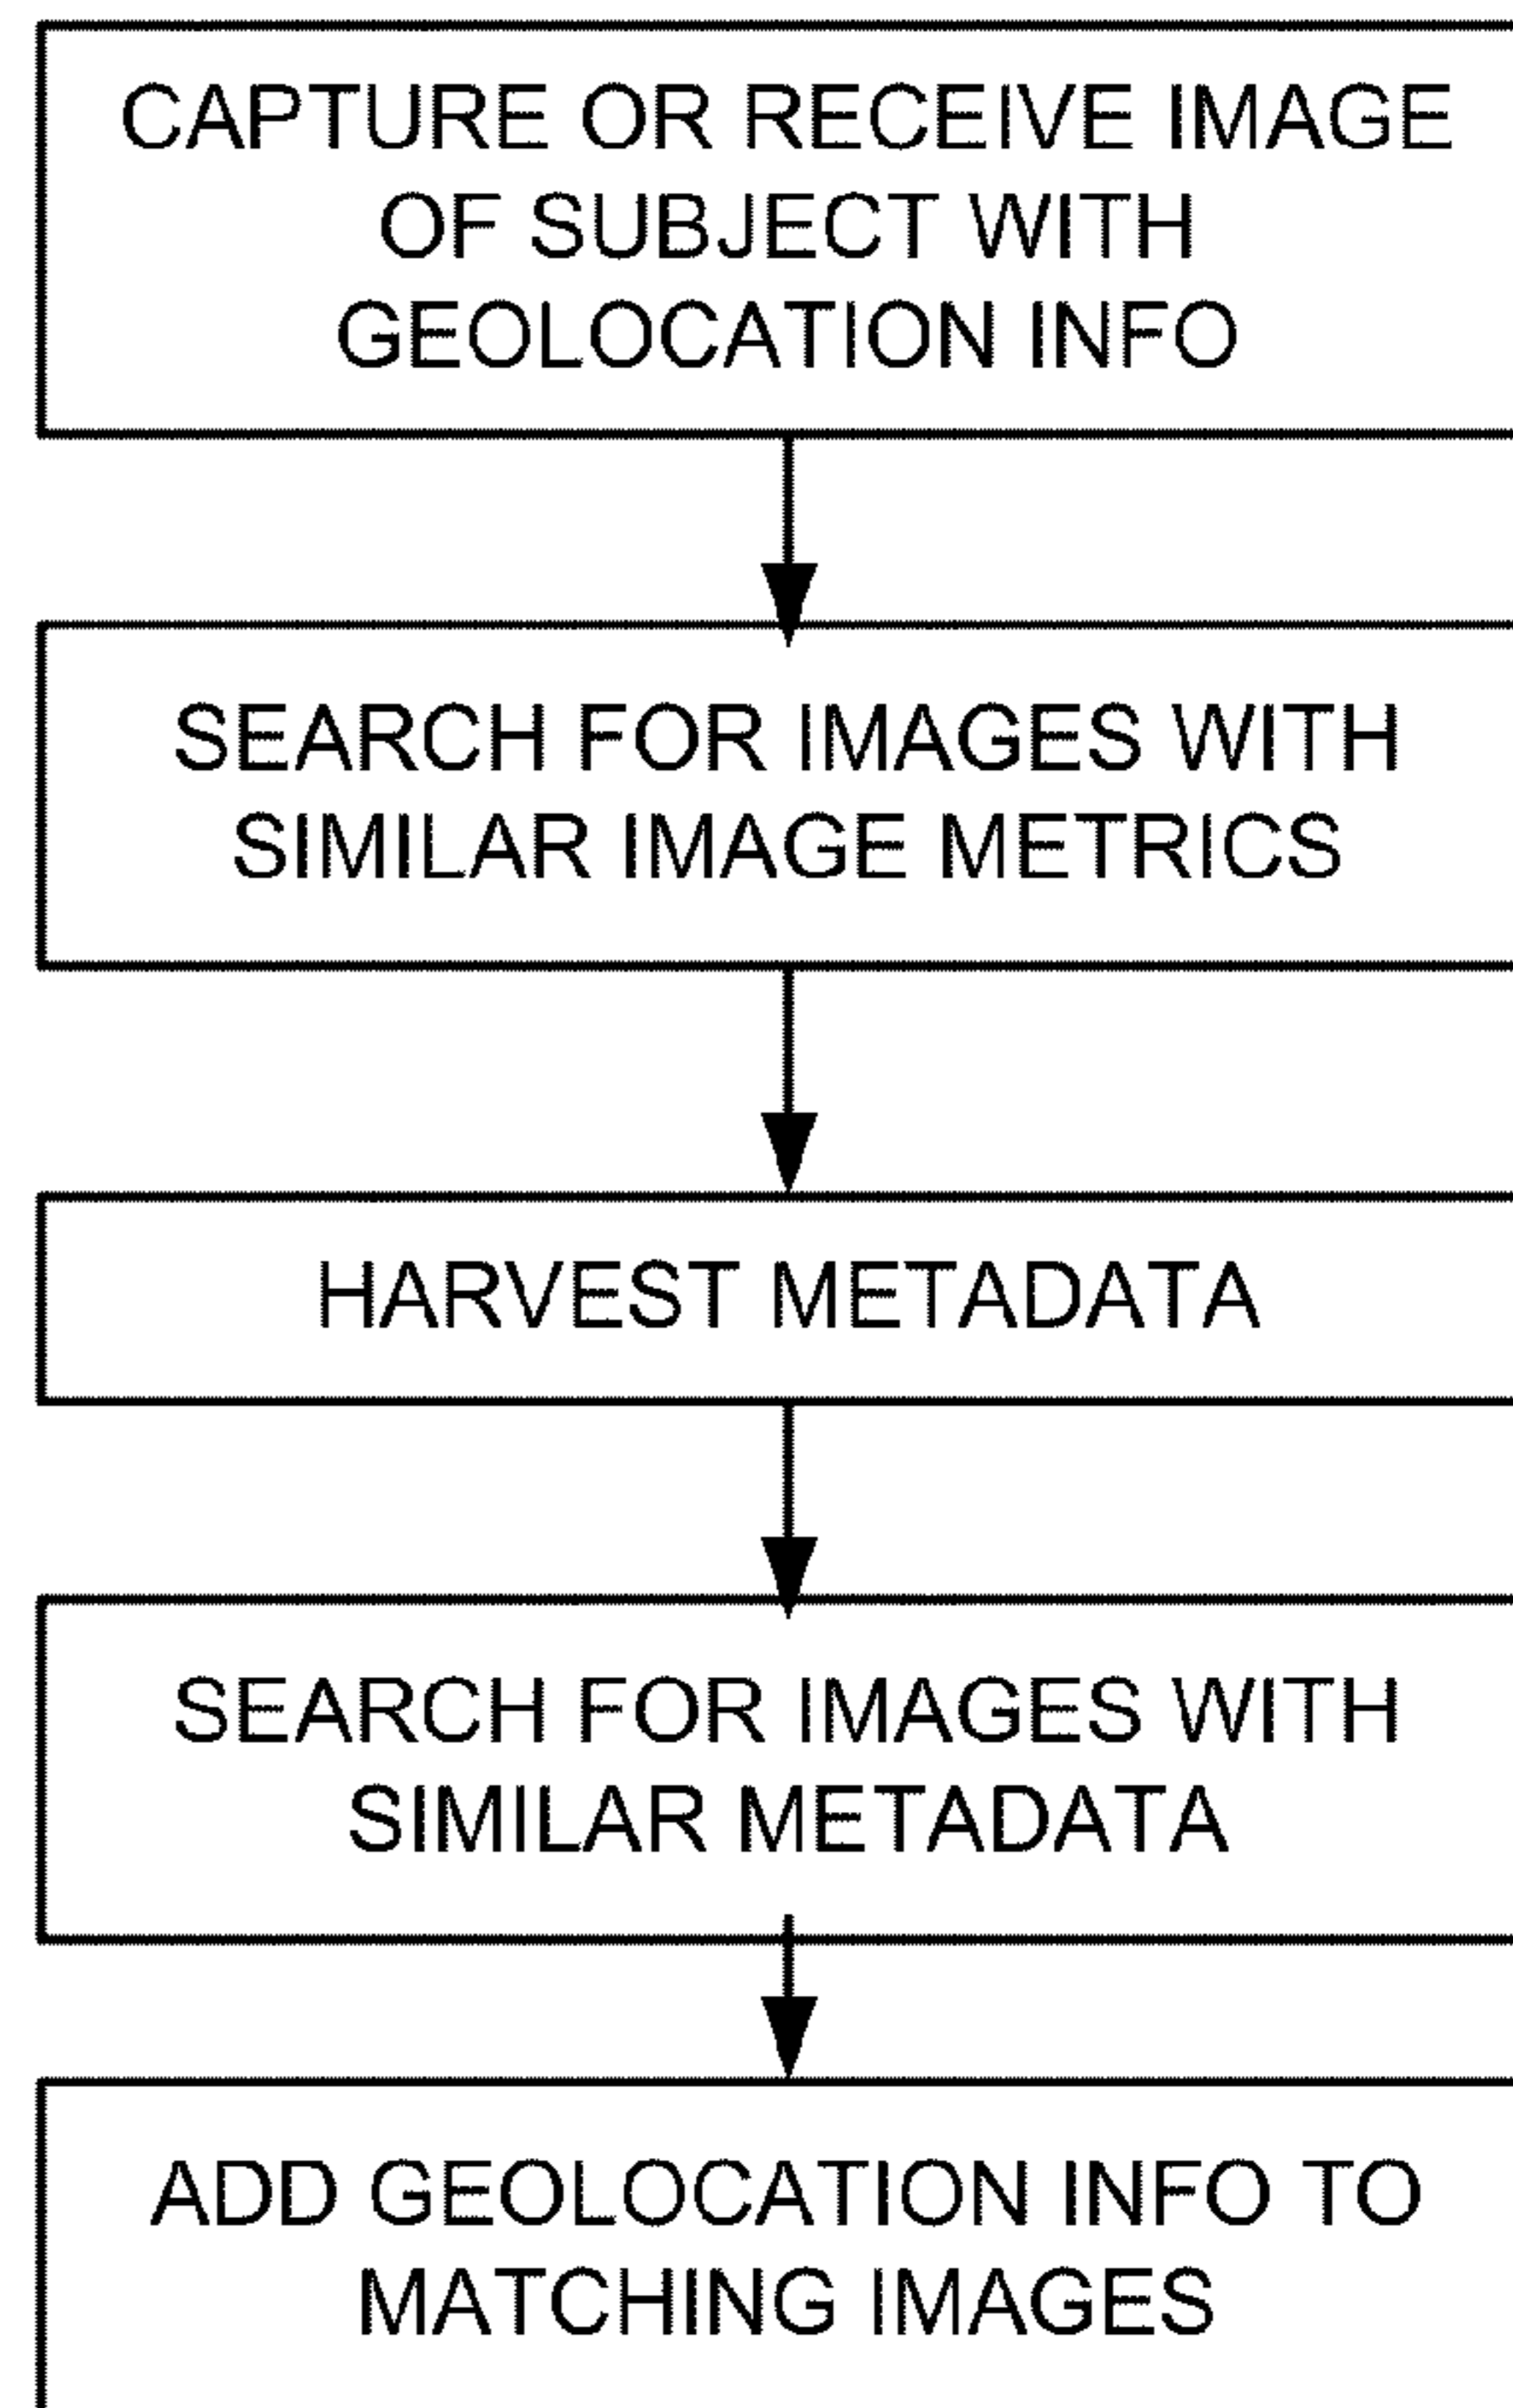 CAPTURE OR RECEIVE IMAGE
OF SUBJECT WITH
GEOLOCATION INFO
SEARCH FOR IMAGES WITH
SIMILAR IMAGE METRICS
HARVEST METADATA
SEARCH FOR IMAGES WITH
SIMILAR METADATA
ADD GEOLOCATION INFO TO
MATCHING IMAGES